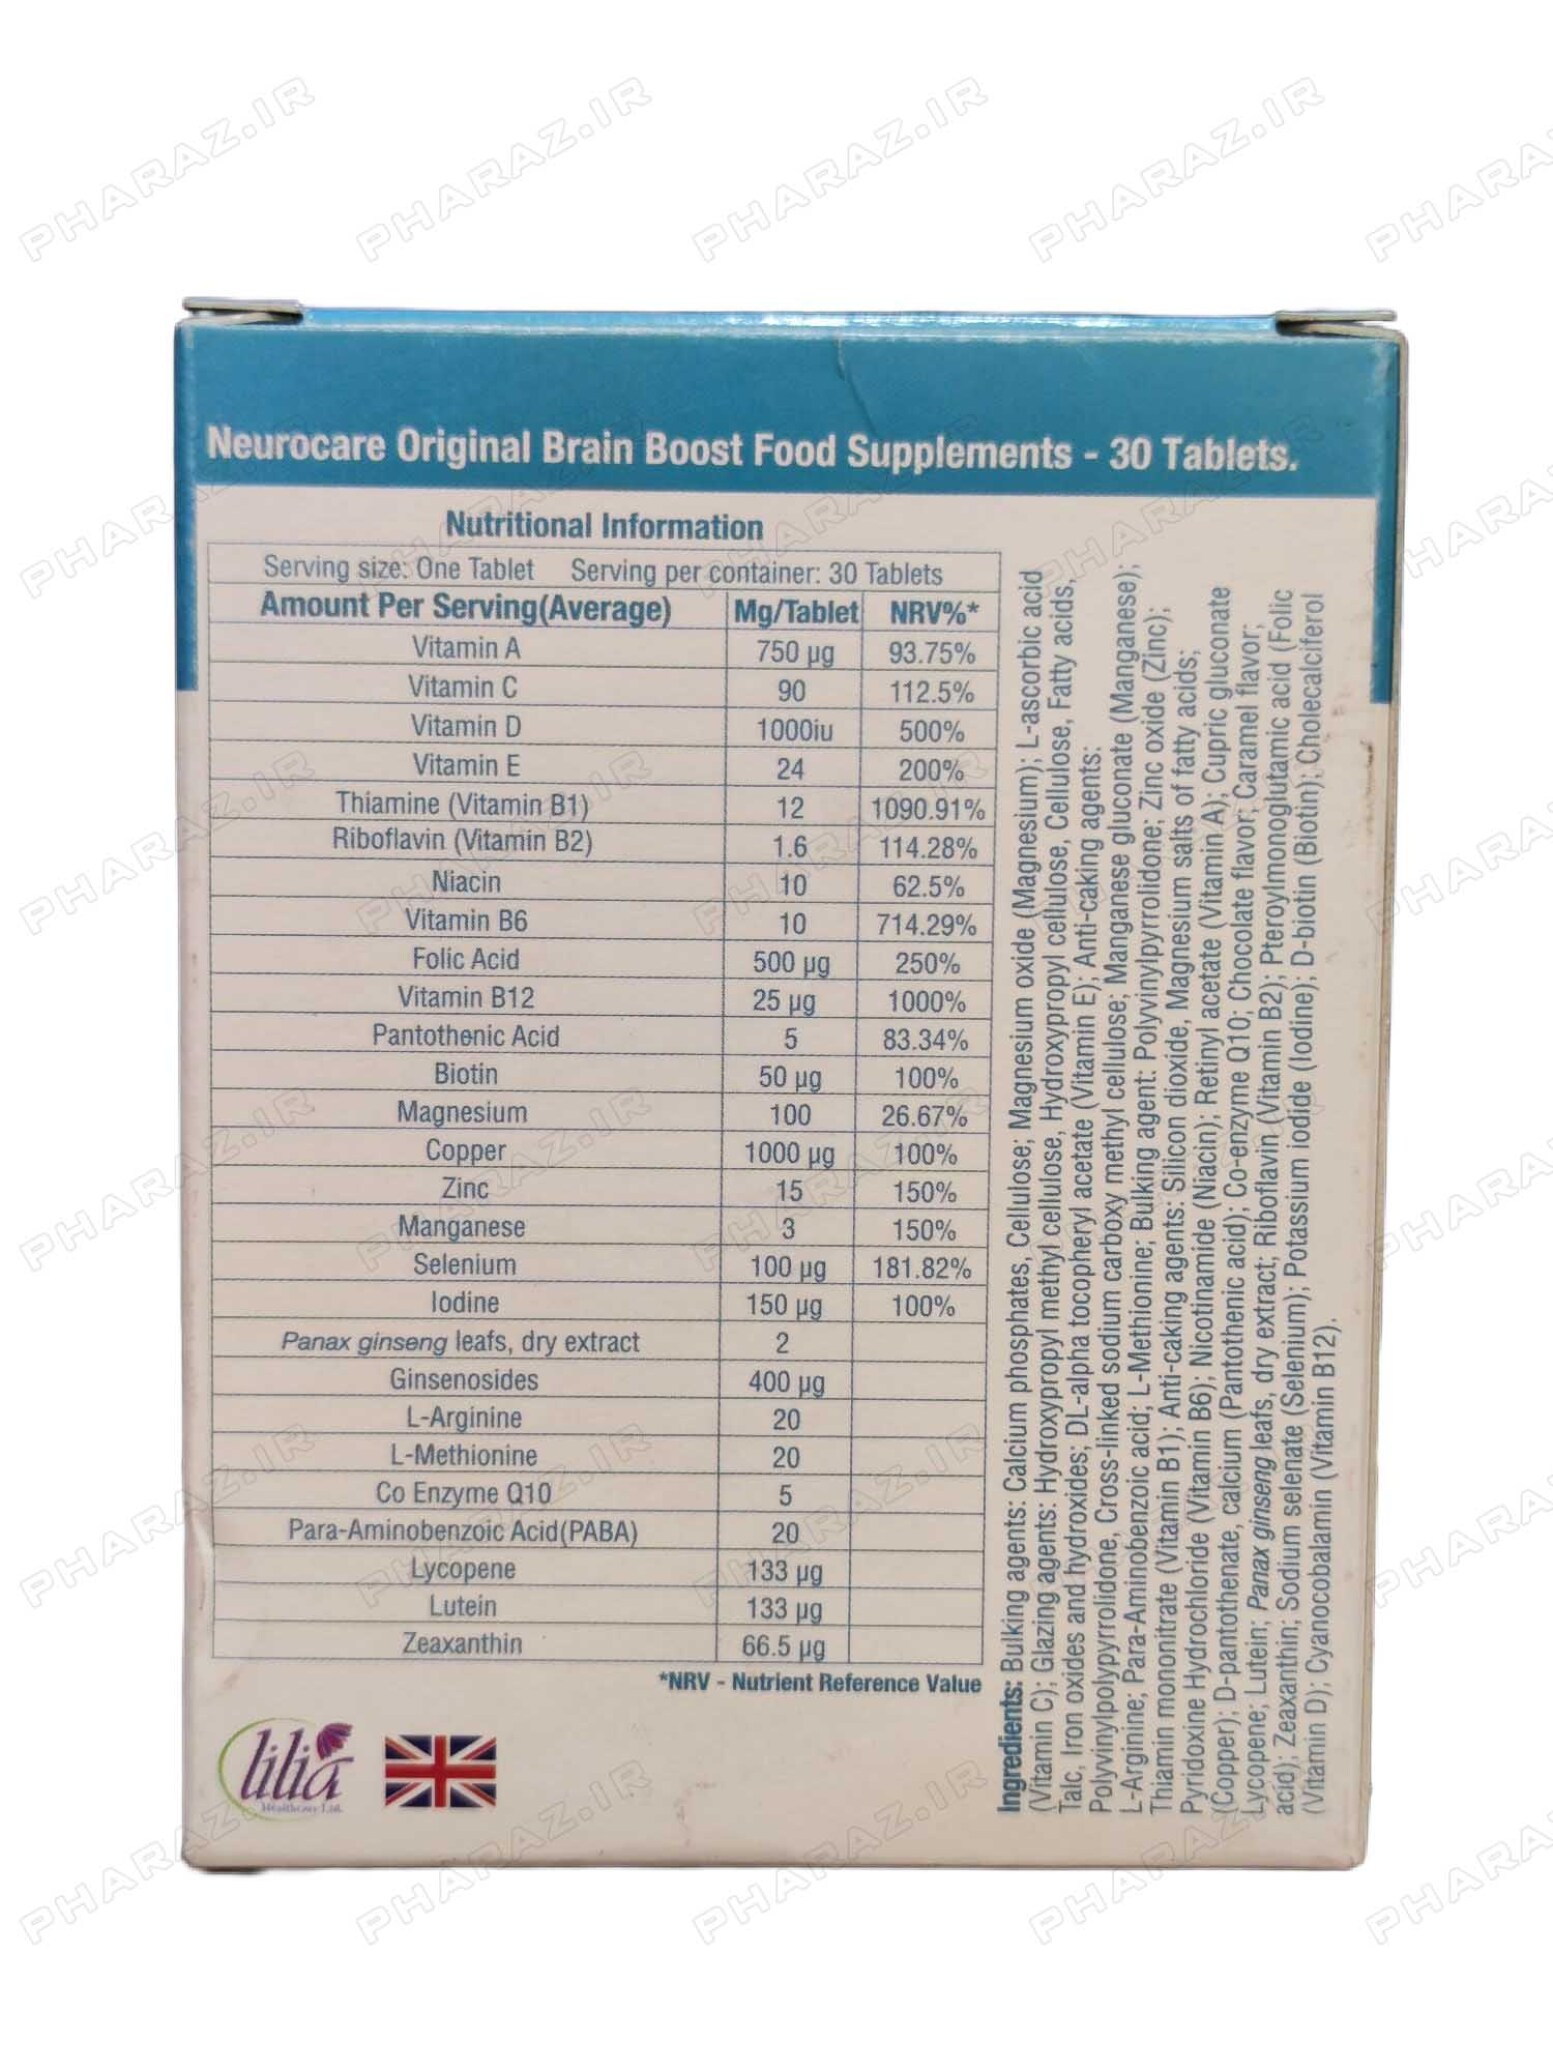 Neurocare Original Brain Boost Food Supplements - 30 Tablets.
Nutritional Information
Serving size: One Tablet Serving per container: 30 Tablets
Amount Per Serving(Average) Mg/Tablet NRV%*
Vitamin A 750 µg 93.75%
Vitamin C 90 112.5%
Vitamin D 1000iu 500%
Vitamin E 24 200%
Thiamine (Vitamin B1) 12 1090.91%
Riboflavin (Vitamin B2) 1.6 114.28%
Niacin 10 62.5%
Vitamin B6 10 714.29%
Folic Acid 500 µg 250%
Vitamin B12 25 µg 1000%
Pantothenic Acid 5 83.34%
Biotin 50 µg 100%
Magnesium 100 26.67%
Copper 1000 µg 100%
Zinc 15 150%
Manganese 3 150%
Selenium 100 µg 181.82%
Iodine 150 µg 100%
Panax ginseng leafs, dry extract 2
Ginsenosides 400 µg
L-Arginine 20
L-Methionine 20
Co Enzyme Q10 5
Para-Aminobenzoic Acid(PABA) 20
Lycopene 133 µg
Lutein 133 µg
Zeaxanthin 66.5 µg
*NRV - Nutrient Reference Value
Ingredients: Bulking agents: Calcium phosphates, Cellulose; Magnesium oxide (Magnesium); L-ascorbic acid
(Vitamin C); Glazing agents: Hydroxypropyl methyl cellulose, Hydroxypropyl cellulose, Cellulose, Fatty acids,
Talc, Iron oxides and hydroxides; DL-alpha tocopheryl acetate (Vitamin E); Anti-caking agents:
Polyvinylpolypyrrolidone, Cross-linked sodium carboxy methyl cellulose; Manganese gluconate (Manganese);
L-Arginine; Para-Aminobenzoic acid; L-Methionine; Bulking agent: Polyvinylpyrrolidone; Zinc oxide (Zinc);
Thiamin mononitrate (Vitamin B1); Anti-caking agents: Silicon dioxide, Magnesium salts of fatty acids;
Pyridoxine Hydrochloride (Vitamin B6); Nicotinamide (Niacin); Retinyl acetate (Vitamin A); Cupric gluconate
(Copper); D-pantothenate, calcium (Pantothenic acid); Co-enzyme Q10; Chocolate flavor; Caramel flavor;
Lycopene; Lutein; Panax ginseng leafs, dry extract; Riboflavin (Vitamin B2); Pteroylmonoglutamic acid (Folic
acid); Zeaxanthin; Sodium selenate (Selenium); Potassium iodide (Iodine); D-biotin (Biotin); Cholecalciferol
(Vitamin D); Cyanocobalamin (Vitamin B12).
lilia
Healthcare Ltd.
PHARAZ.IR